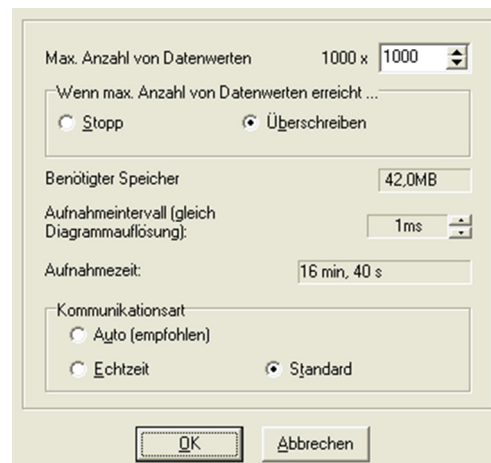 Max. Anzahl von Datenwerten 1000 x 1000
Wenn max. Anzahl von Datenwerten erreicht ...
Stopp Überschreiben
Benötigter Speicher 42,0MB
Aufnahmeintervall (gleich
Diagrammauflösung): 1ms
Aufnahmezeit: 16 min, 40 s
Kommunikationsart
Auto (empfohlen)
Echtzeit Standard
OK Abbrechen